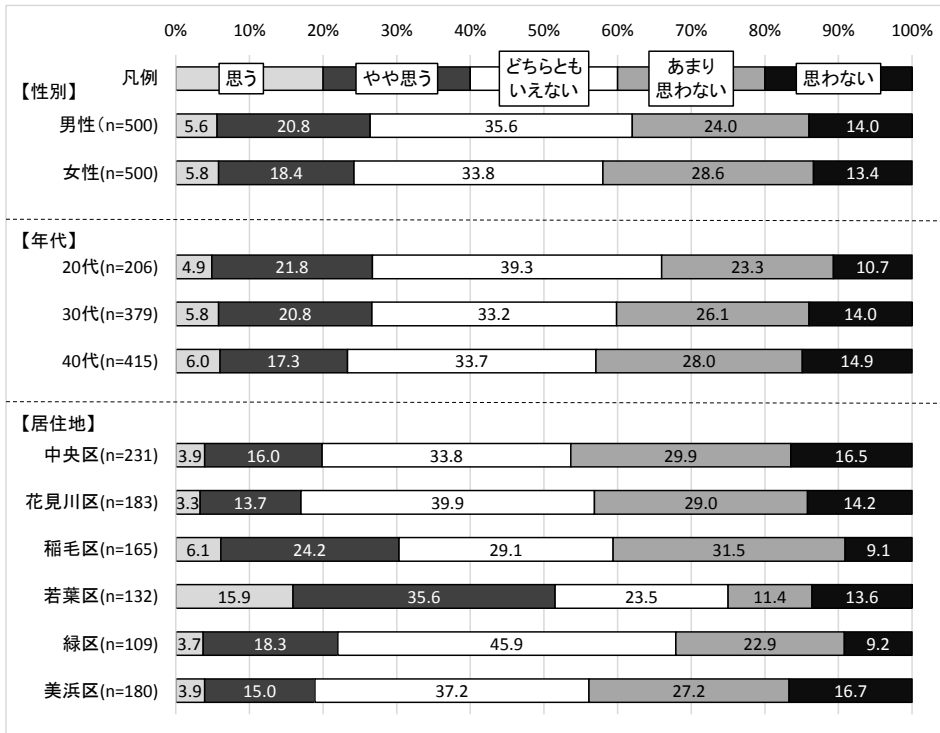 0% 10% 20% 30% 40% 50% 60% 70% 80% 90% 100%
凡例 思う やや思う どちらとも いえない あまり 思わない 思わない
【性別】
男性(n=500) 5.6 20.8 35.6 24.0 14.0
女性(n=500) 5.8 18.4 33.8 28.6 13.4
【年代】
20代(n=206) 4.9 21.8 39.3 23.3 10.7
30代(n=379) 5.8 20.8 33.2 26.1 14.0
40代(n=415) 6.0 17.3 33.7 28.0 14.9
【居住地】
中央区(n=231) 3.9 16.0 33.8 29.9 16.5
花見川区(n=183) 3.3 13.7 39.9 29.0 14.2
稲毛区(n=165) 6.1 24.2 29.1 31.5 9.1
若葉区(n=132) 15.9 35.6 23.5 11.4 13.6
緑区(n=109) 3.7 18.3 45.9 22.9 9.2
美浜区(n=180) 3.9 15.0 37.2 27.2 16.7